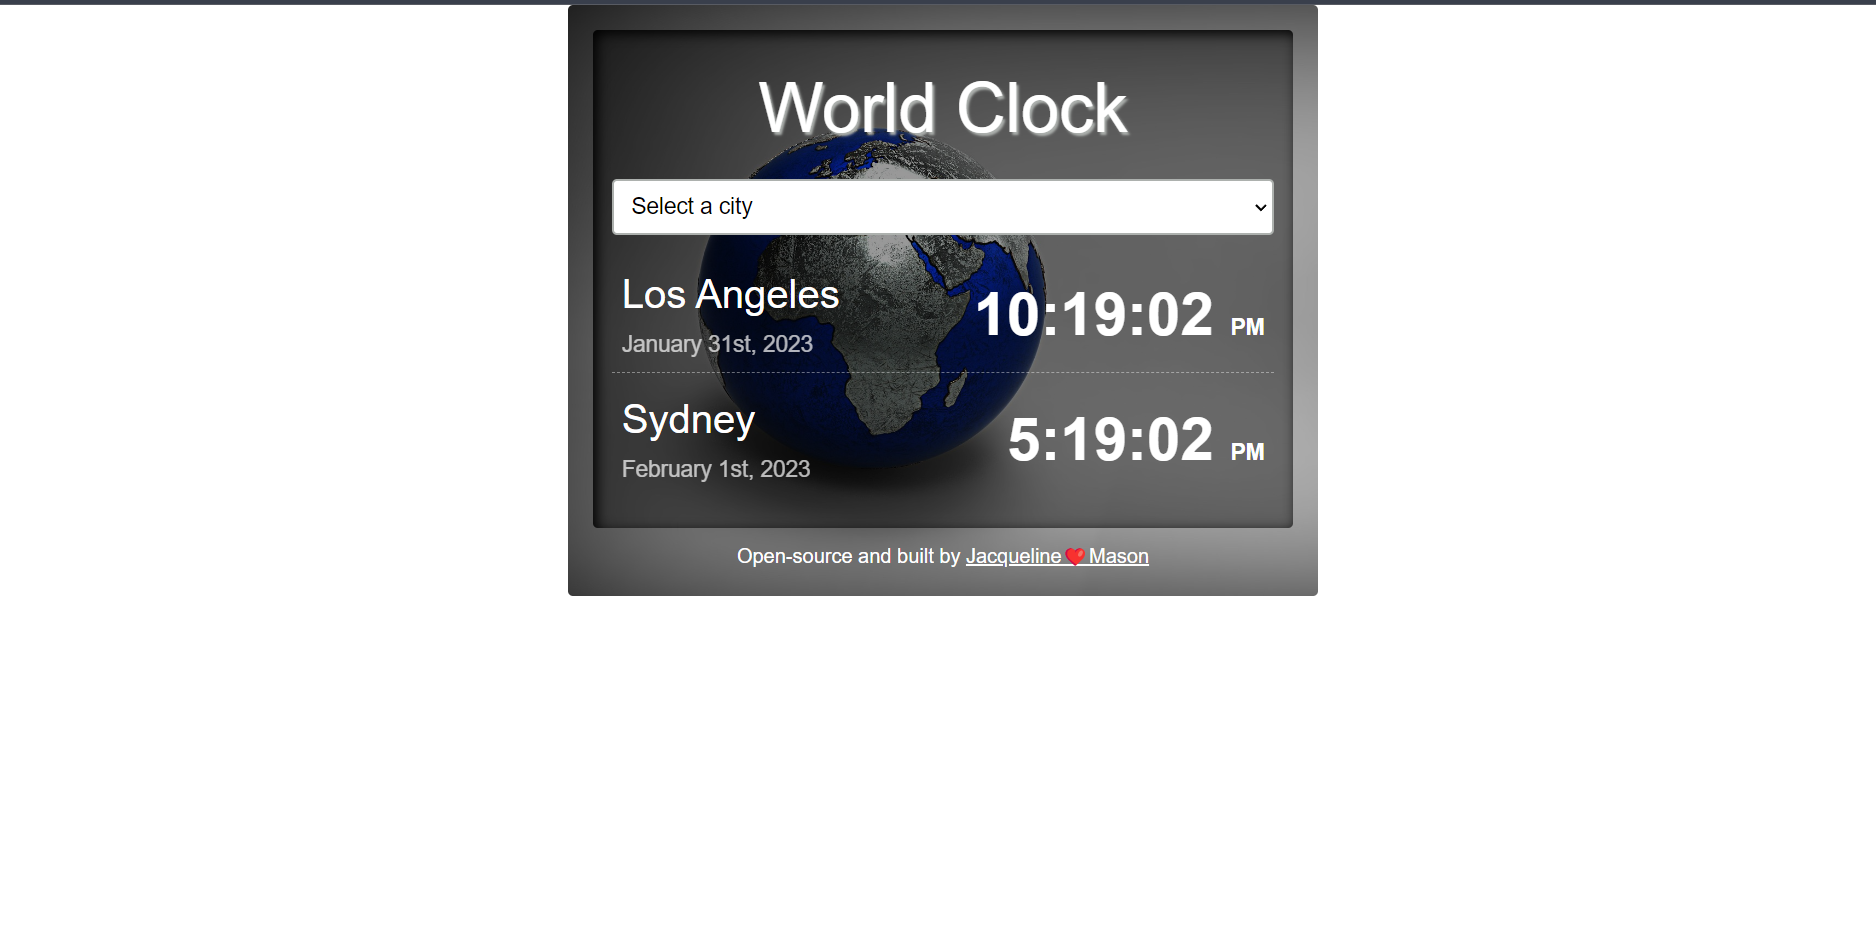 World Clock
Select a city
Los Angeles
10:19:02 PM
January 31st, 2023
Sydney
5:19:02 PM
February 1st, 2023
Open-source and built by Jacqueline❤️Mason